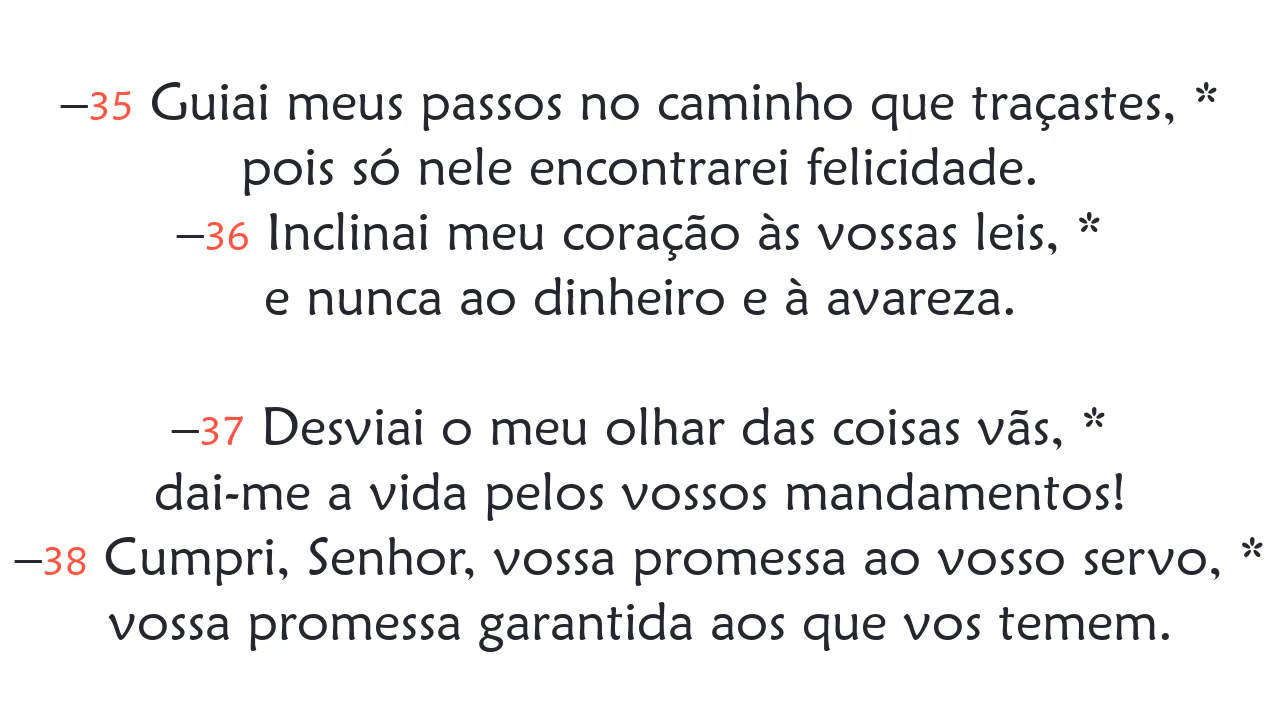 –35 Guiai meus passos no caminho que traçastes, *
pois só nele encontrarei felicidade.
–36 Inclinai meu coração às vossas leis, *
e nunca ao dinheiro e à avareza.
–37 Desviai o meu olhar das coisas vãs, *
dai-me a vida pelos vossos mandamentos!
–38 Cumpri, Senhor, vossa promessa ao vosso servo, *
vossa promessa garantida aos que vos temem.